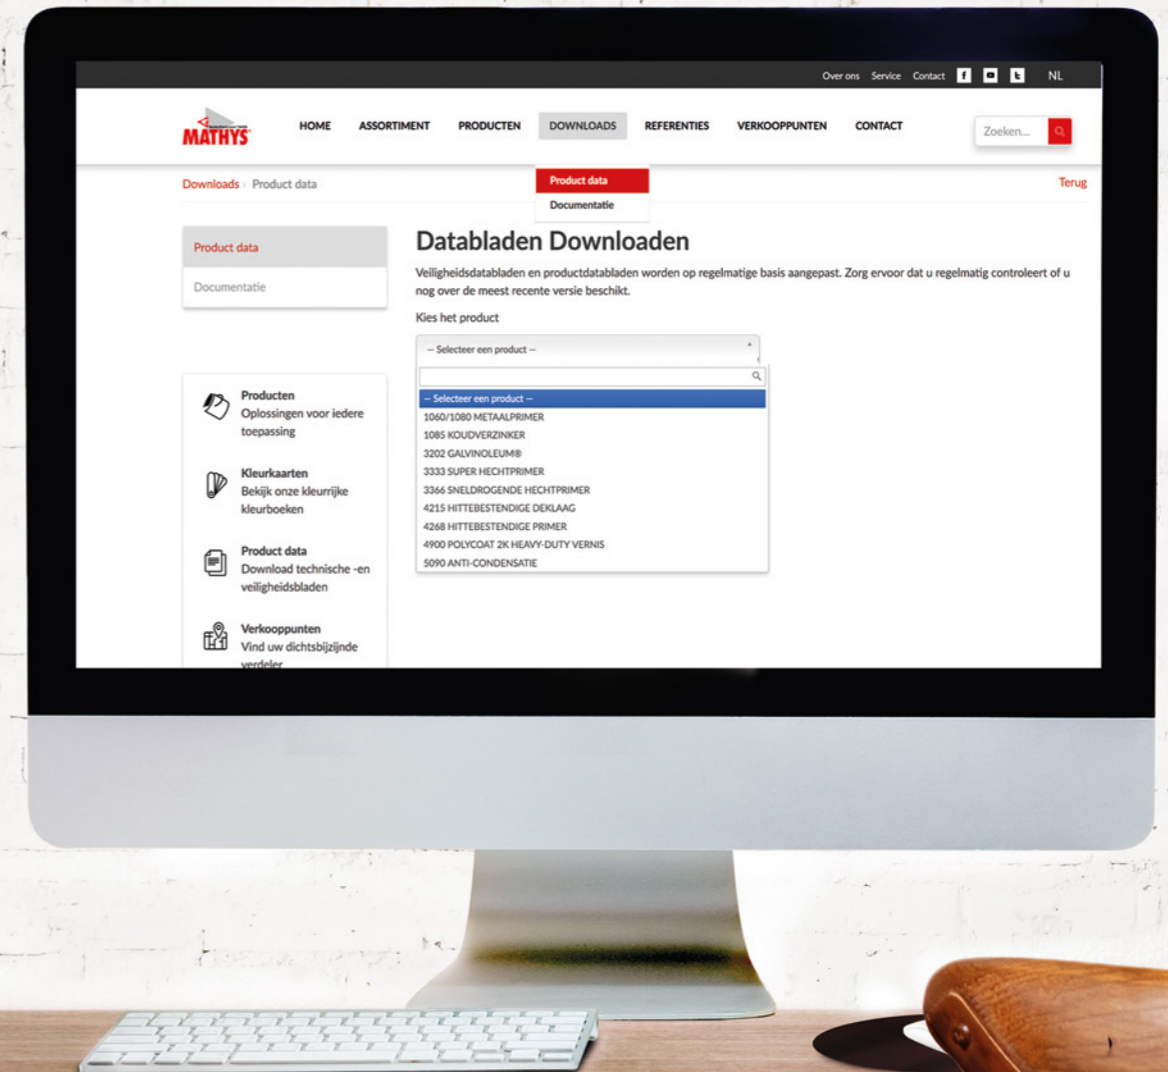 Over ons Service Contact f t NL
MATHYS
HOME ASSORTIMENT PRODUCTEN DOWNLOADS REFERENTIES VERKOOPPUNTEN CONTACT
Zoeken...
Product data
Documentatie
Downloads › Product data
Terug
Product data
Documentatie
Databladen Downloaden
Veiligheidsdatabladen en productdatabladen worden op regelmatige basis aangepast. Zorg ervoor dat u regelmatig controleert of u
nog over de meest recente versie beschikt.
Kies het product
-- Selecteer een product --
-- Selecteer een product --
1060/1080 METAALPRIMER
1085 KOUDVERZINKER
3202 GALVINOLEUM®
3333 SUPER HECHTPRIMER
3366 SNELDROGENDE HECHTPRIMER
4215 HITTEBESTENDIGE DEKLAAG
4268 HITTEBESTENDIGE PRIMER
4900 POLYCOAT 2K HEAVY-DUTY VERNIS
5090 ANTI-CONDENSATIE
Producten
Oplossingen voor iedere
toepassing
Kleurkaarten
Bekijk onze kleurrijke
kleurboeken
Product data
Download technische -en
veiligheidsbladen
Verkooppunten
Vind uw dichtsbijzijnde
verdeler